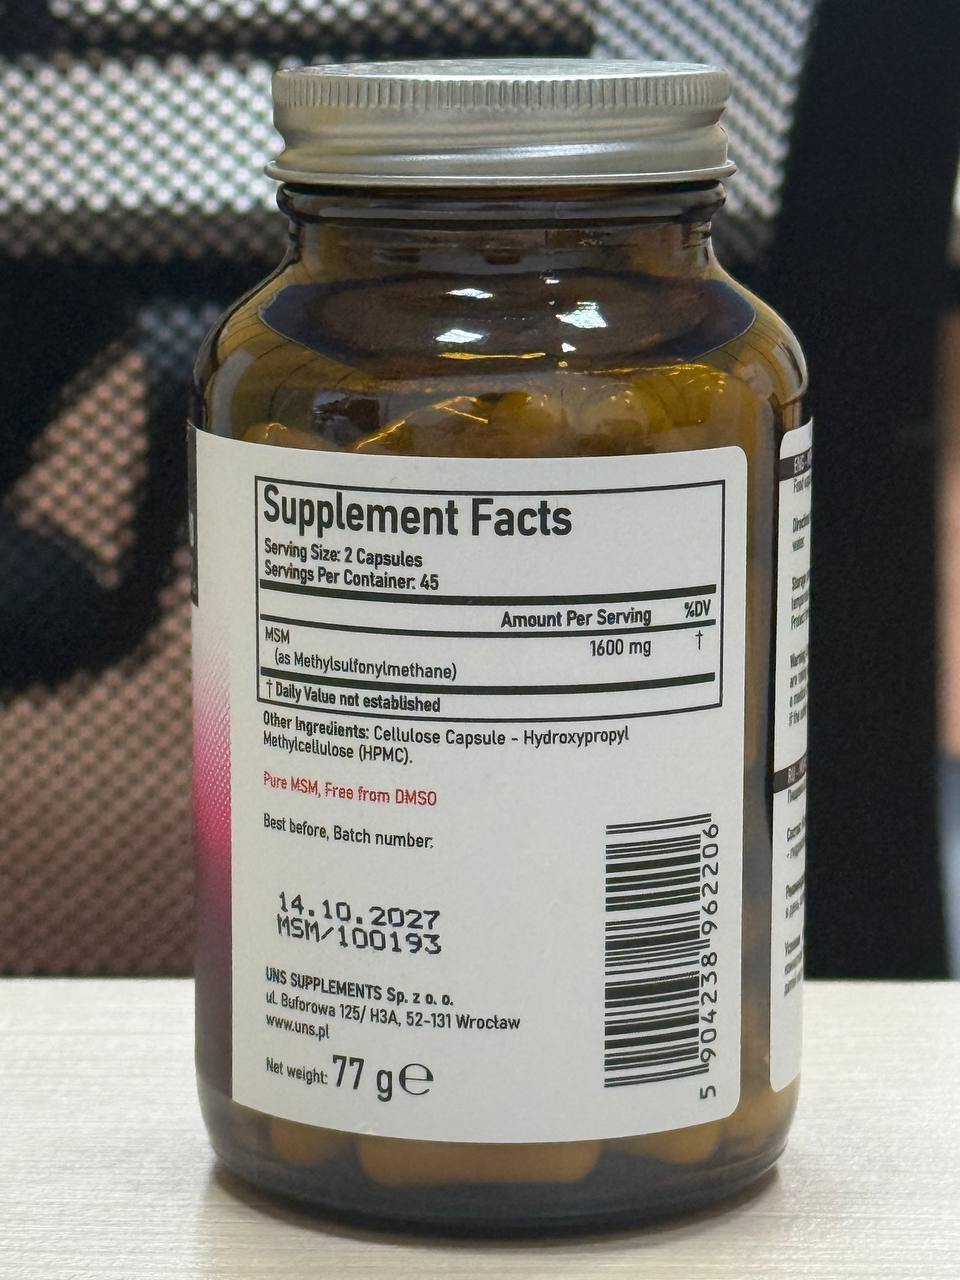 Supplement Facts
Serving Size: 2 Capsules
Servings Per Container: 45
Amount Per Serving %DV
MSM 1600 mg †
(as Methylsulfonylmethane)
† Daily Value not established
Other Ingredients: Cellulose Capsule - Hydroxypropyl
Methylcellulose (HPMC).
Pure MSM, Free from DMSO
Best before, Batch number:
14.10.2027
MSM/100193
UNS SUPPLEMENTS Sp. z o. o.
ul. Buforowa 125/ H3A, 52-131 Wrocław
www.uns.pl
Net weight: 77 g ℮
5 904238 962206